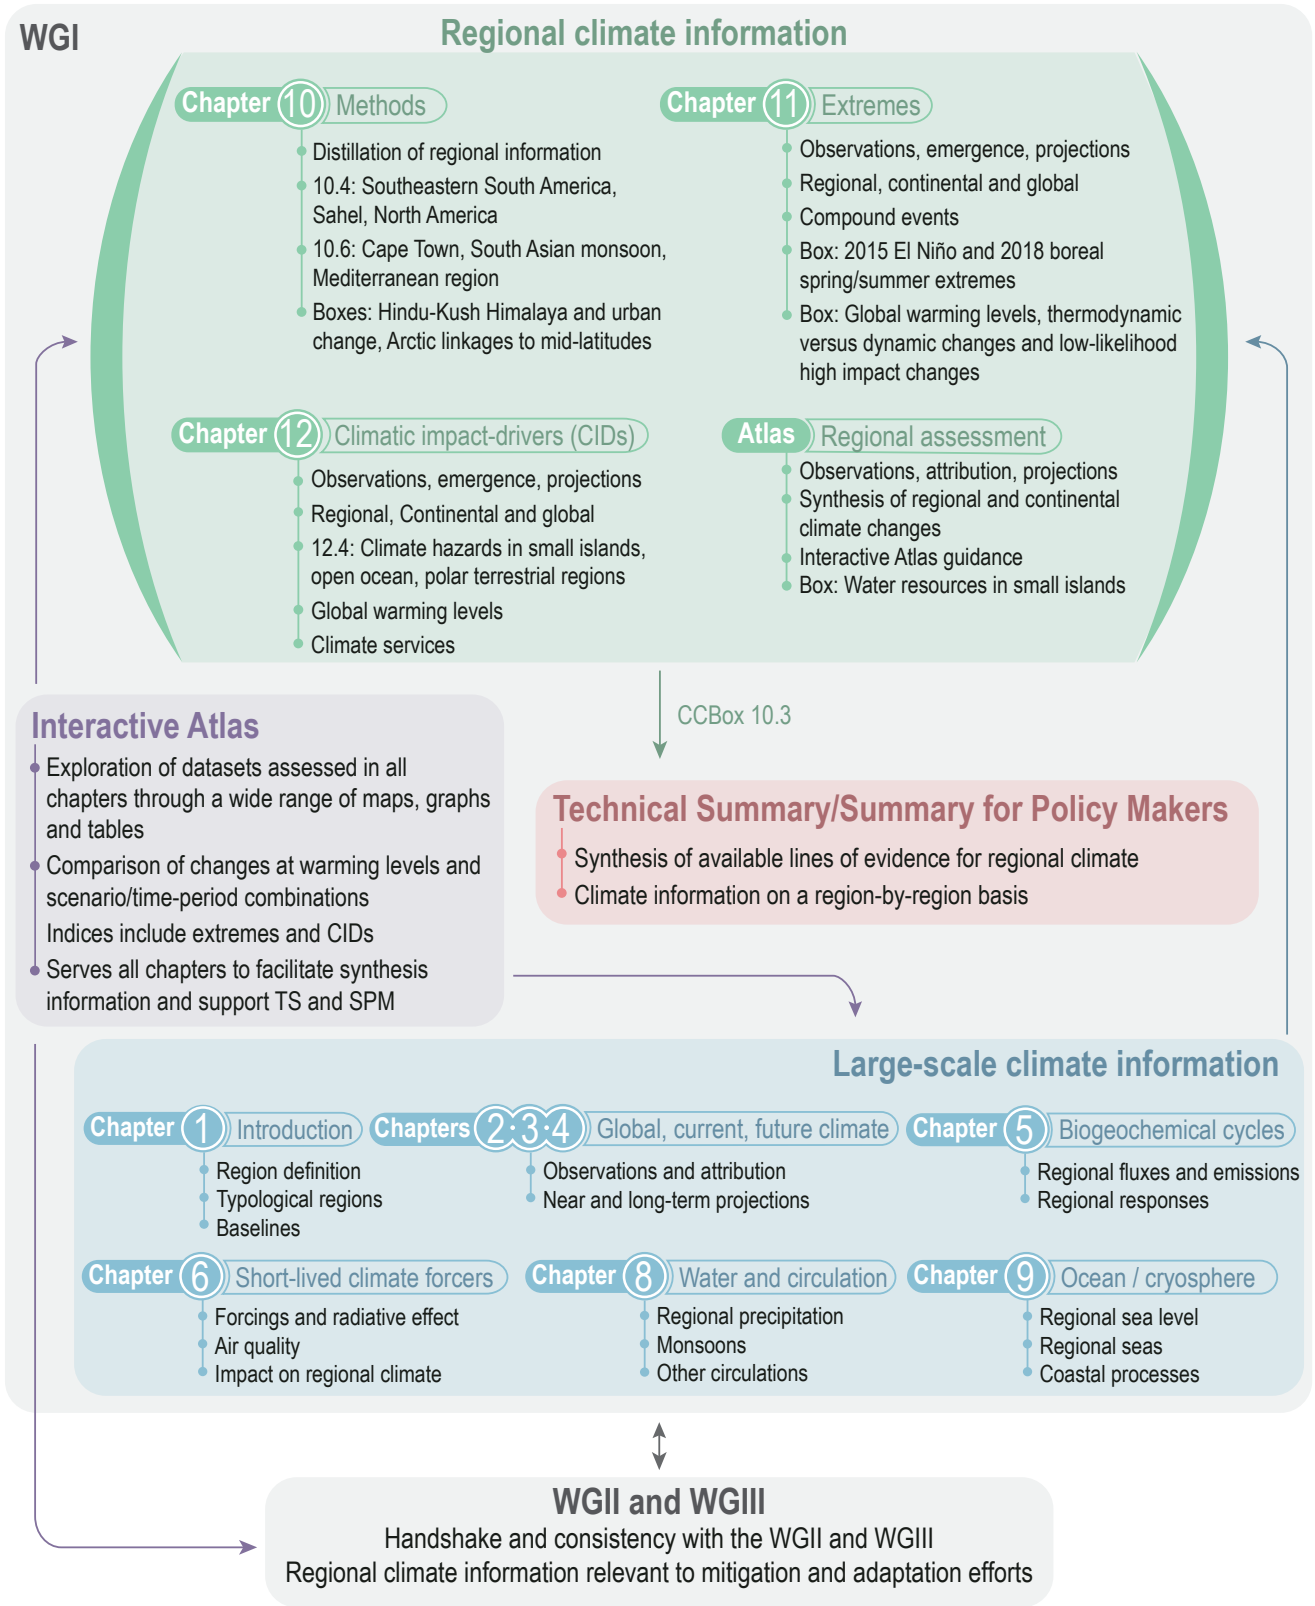 WGI
Regional climate information
Chapter 10 Methods
Distillation of regional information
10.4: Southeastern South America,
Sahel, North America
10.6: Cape Town, South Asian monsoon,
Mediterranean region
Boxes: Hindu-Kush Himalaya and urban
change, Arctic linkages to mid-latitudes
Chapter 11 Extremes
Observations, emergence, projections
Regional, continental and global
Compound events
Box: 2015 El Niño and 2018 boreal
spring/summer extremes
Box: Global warming levels, thermodynamic
versus dynamic changes and low-likelihood
high impact changes
Chapter 12 Climatic impact-drivers (CIDs)
Observations, emergence, projections
Regional, Continental and global
12.4: Climate hazards in small islands,
open ocean, polar terrestrial regions
Global warming levels
Climate services
Atlas Regional assessment
Observations, attribution, projections
Synthesis of regional and continental
climate changes
Interactive Atlas guidance
Box: Water resources in small islands
CCBox 10.3
Interactive Atlas
Exploration of datasets assessed in all
chapters through a wide range of maps, graphs
and tables
Comparison of changes at warming levels and
scenario/time-period combinations
Indices include extremes and CIDs
Serves all chapters to facilitate synthesis
information and support TS and SPM
Technical Summary/Summary for Policy Makers
Synthesis of available lines of evidence for regional climate
Climate information on a region-by-region basis
Large-scale climate information
Chapter 1 Introduction
Region definition
Typological regions
Baselines
Chapters 2·3·4 Global, current, future climate
Observations and attribution
Near and long-term projections
Chapter 5 Biogeochemical cycles
Regional fluxes and emissions
Regional responses
Chapter 6 Short-lived climate forcers
Forcings and radiative effect
Air quality
Impact on regional climate
Chapter 8 Water and circulation
Regional precipitation
Monsoons
Other circulations
Chapter 9 Ocean / cryosphere
Regional sea level
Regional seas
Coastal processes
WGII and WGIII
Handshake and consistency with the WGII and WGIII
Regional climate information relevant to mitigation and adaptation efforts